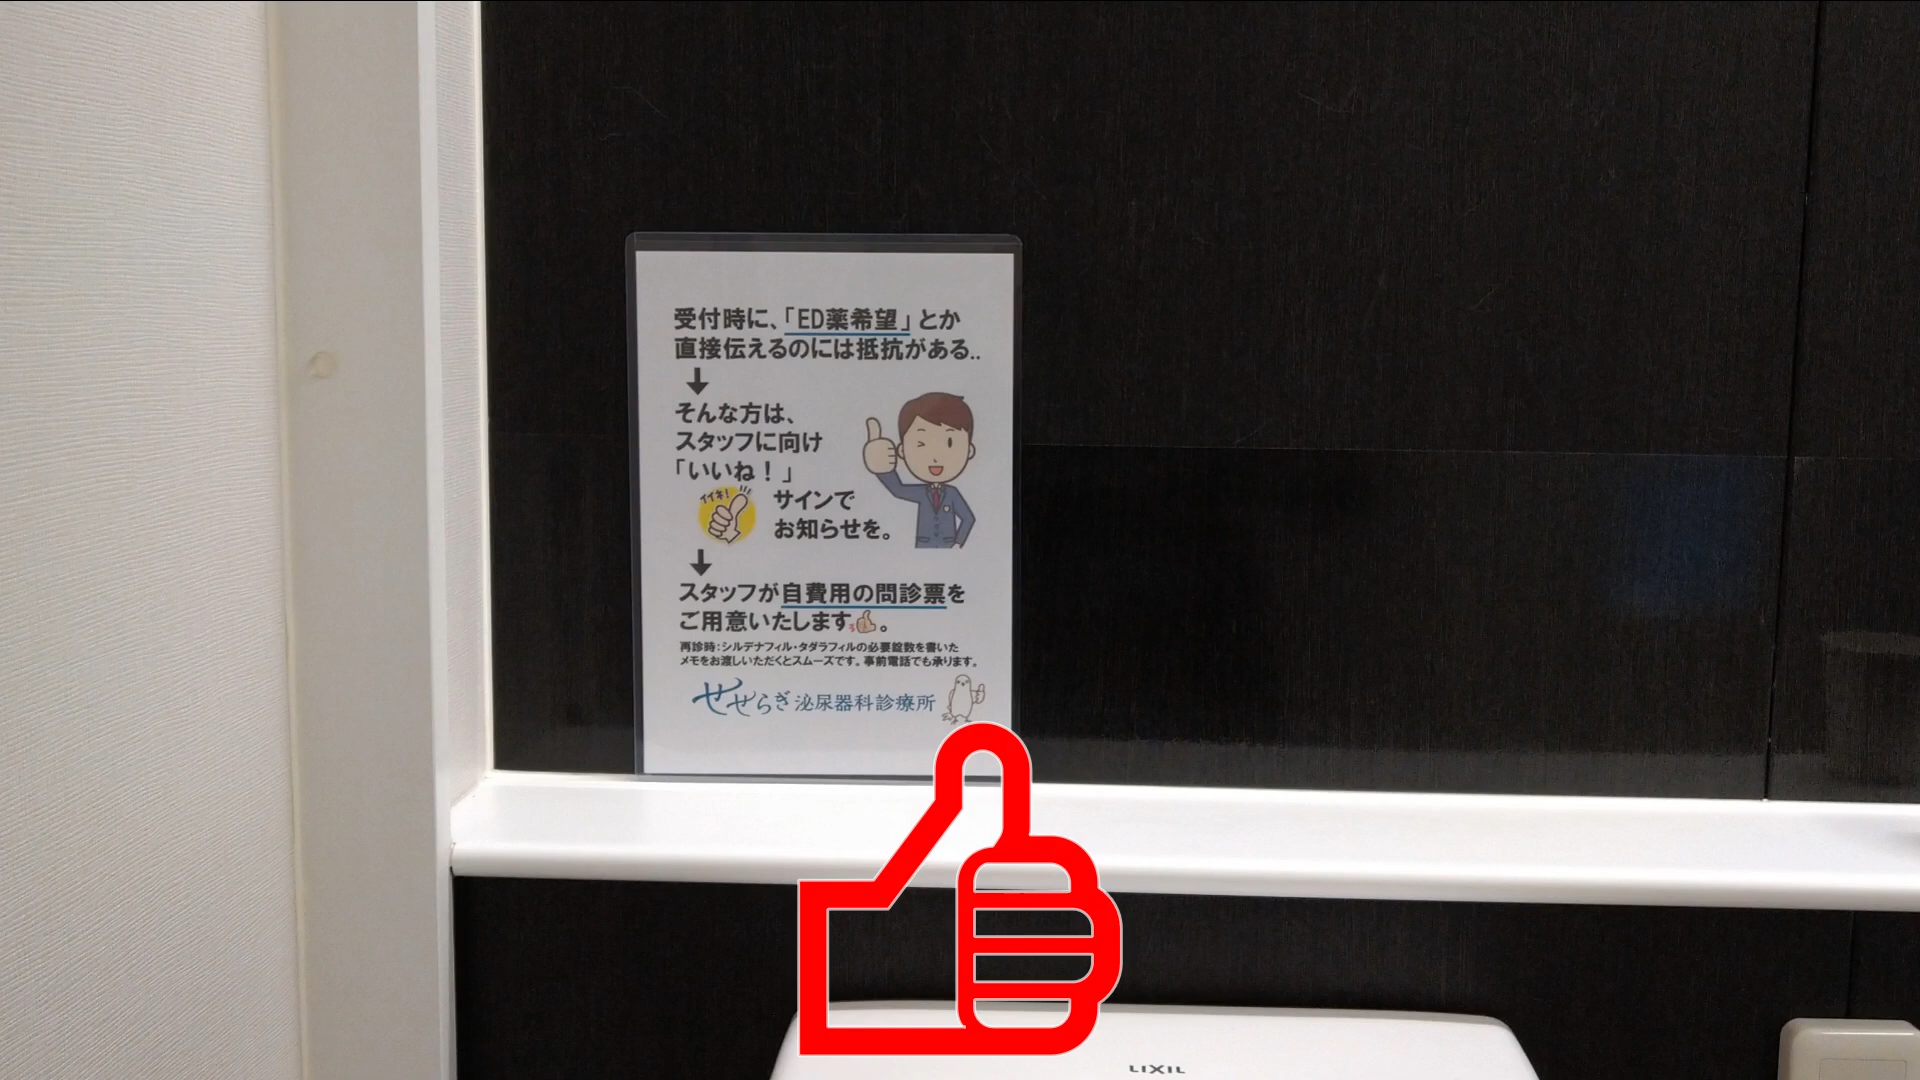 受付時に、「ED薬希望」とか
直接伝えるのには抵抗がある..
そんな方は、
スタッフに向け
「いいね！」
イイネ!
サインで
お知らせを。
スタッフが自費用の問診票を
ご用意いたします。
再診時：シルデナフィル・タダラフィルの必要錠数を書いた
メモをお渡しいただくとスムーズです。事前電話でも承ります。
せせらぎ泌尿器科診療所
LIXIL